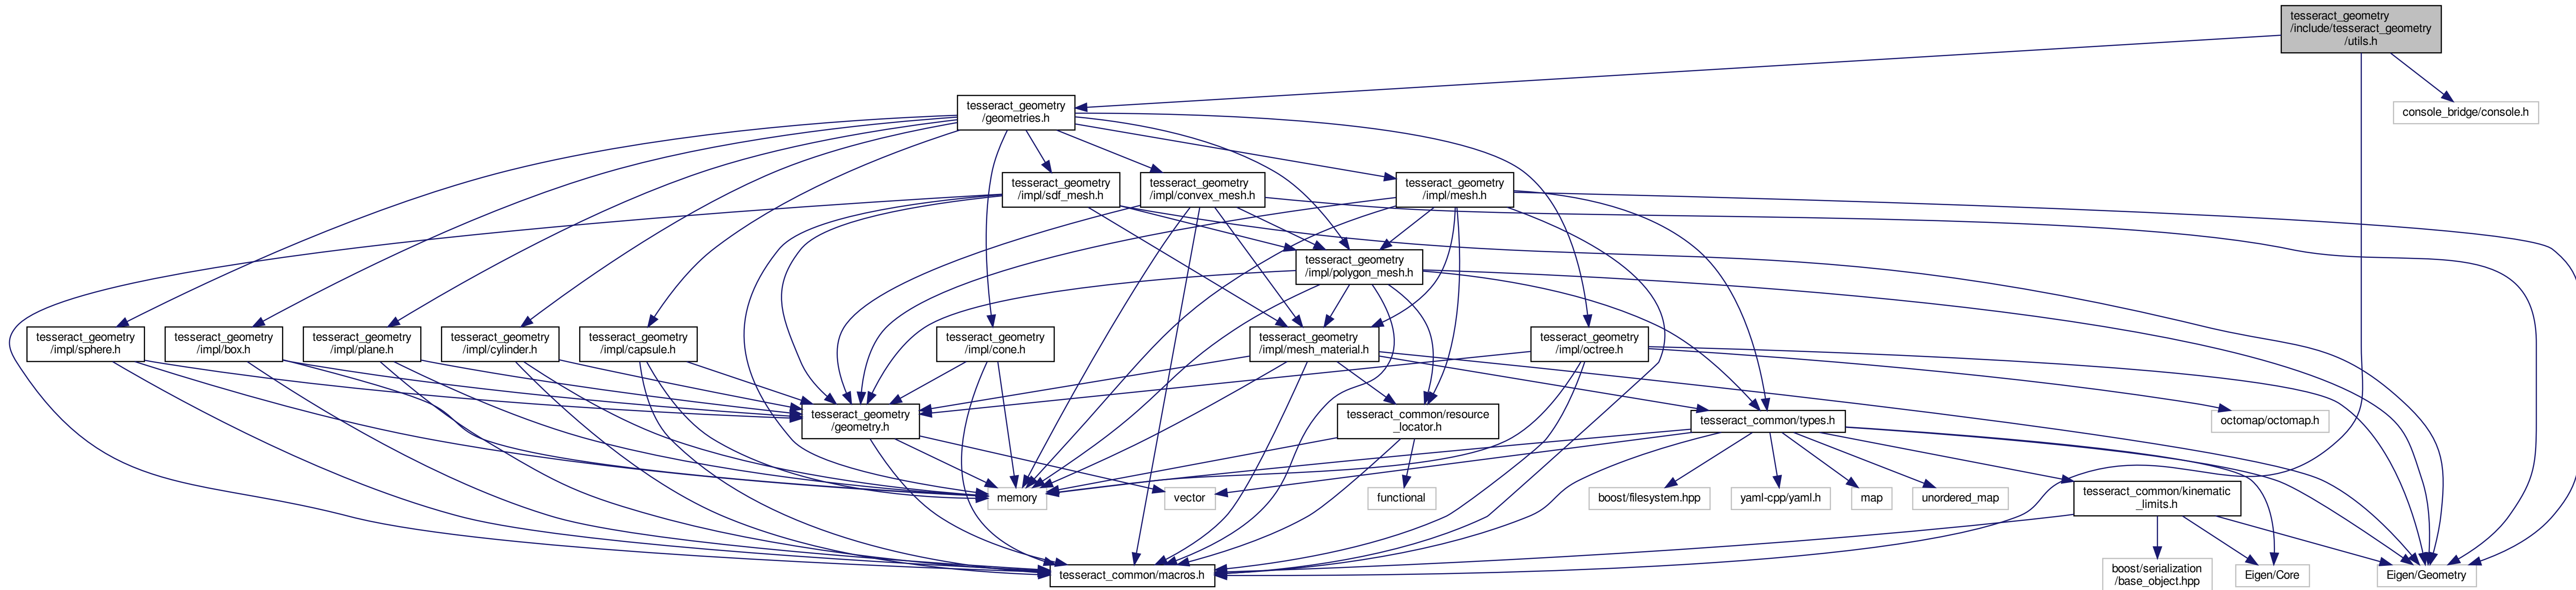 tesseract_geometry
/include/tesseract_geometry
/utils.h
tesseract_geometry
/geometries.h
console_bridge/console.h
tesseract_geometry
/impl/sdf_mesh.h
tesseract_geometry
/impl/convex_mesh.h
tesseract_geometry
/impl/mesh.h
tesseract_geometry
/impl/polygon_mesh.h
tesseract_geometry
/impl/sphere.h
tesseract_geometry
/impl/box.h
tesseract_geometry
/impl/plane.h
tesseract_geometry
/impl/cylinder.h
tesseract_geometry
/impl/capsule.h
tesseract_geometry
/impl/cone.h
tesseract_geometry
/impl/mesh_material.h
tesseract_geometry
/impl/octree.h
tesseract_geometry
/geometry.h
tesseract_common/resource
_locator.h
tesseract_common/types.h
octomap/octomap.h
memory
vector
functional
boost/filesystem.hpp
yaml-cpp/yaml.h
map
unordered_map
tesseract_common/kinematic
_limits.h
tesseract_common/macros.h
boost/serialization
/base_object.hpp
Eigen/Core
Eigen/Geometry